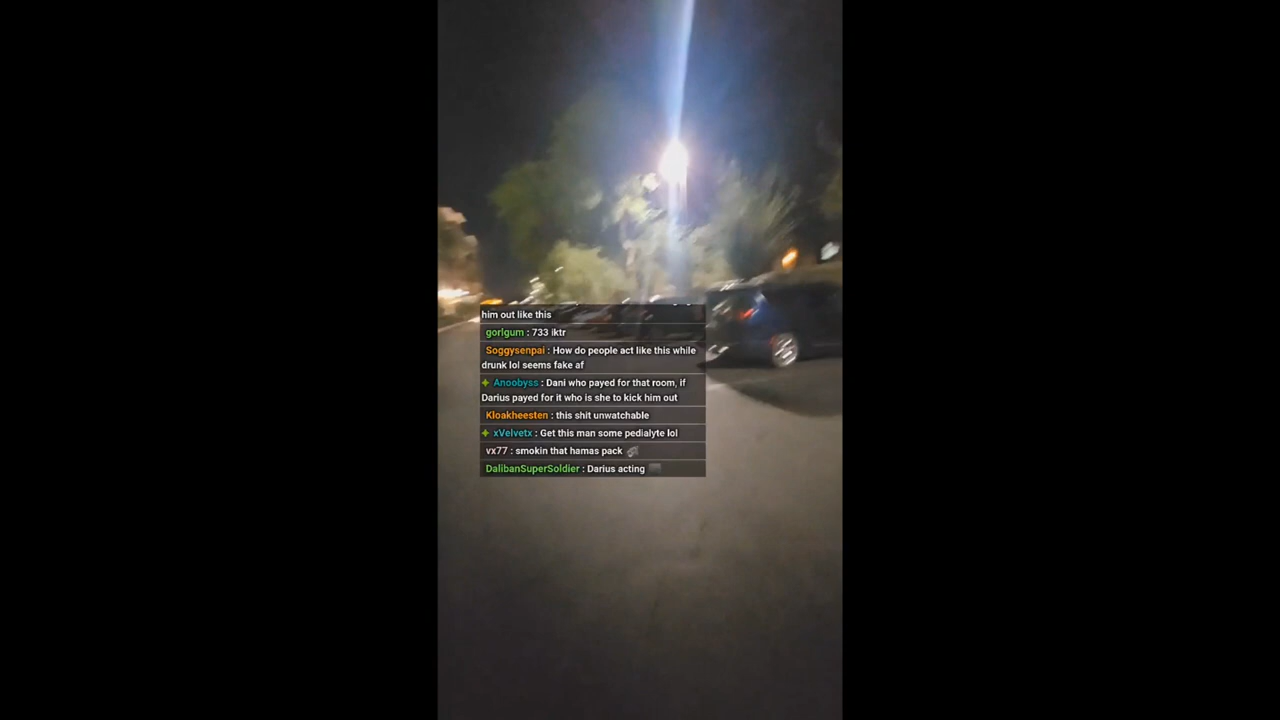 him out like this
gorlgum : 733 iktr
Soggysenpai : How do people act like this while
drunk lol seems fake af
Anoobyss : Dani who payed for that room, if
Darius payed for it who is she to kick him out
Kloakheesten : this shit unwatchable
xVelvetx : Get this man some pedialyte lol
vx77 : smokin that hamas pack
DalibanSuperSoldier : Darius acting